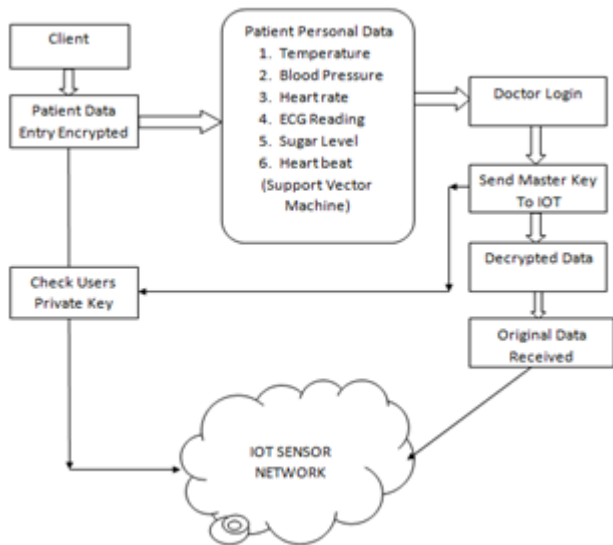 Client
Patient Data
Entry Encrypted
Patient Personal Data
1. Temperature
2. Blood Pressure
3. Heart rate
4. ECG Reading
5. Sugar Level
6. Heart beat
(Support Vector
Machine)
Doctor Login
Send Master Key
To IOT
Decrypted Data
Original Data
Received
Check Users
Private Key
IOT SENSOR
NETWORK